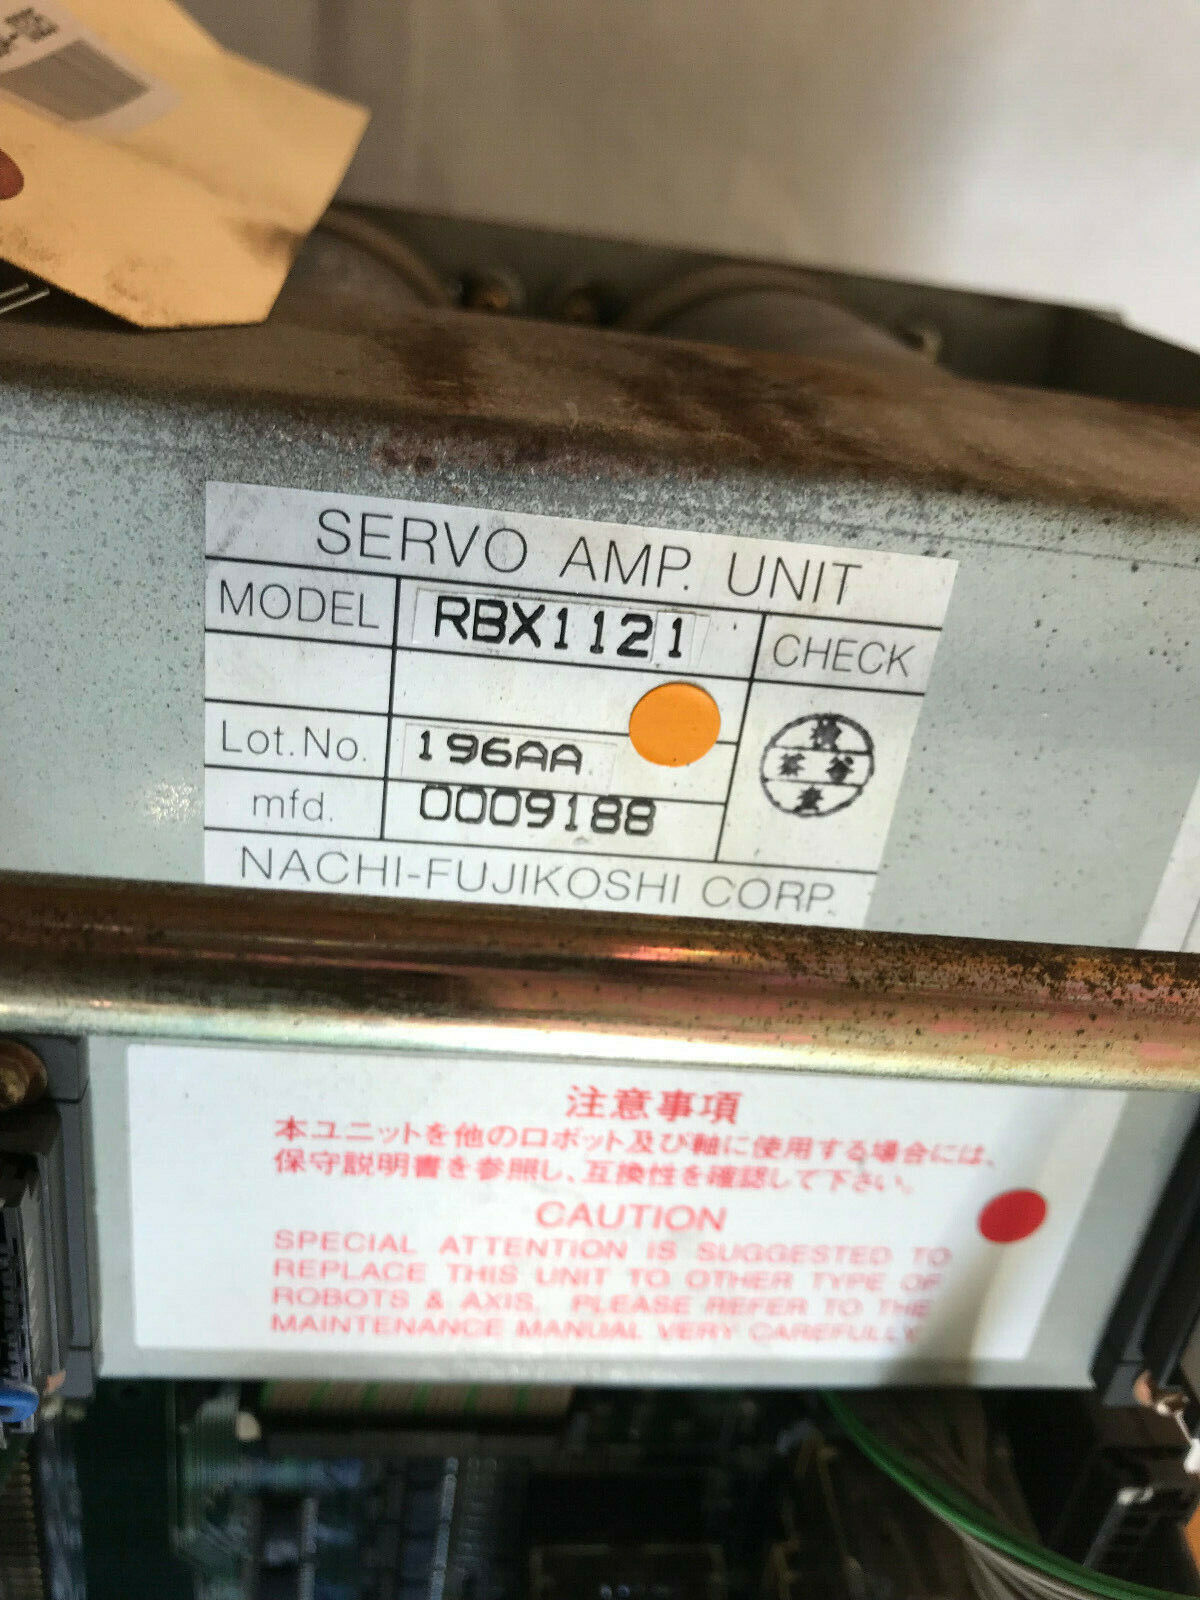 SERVO AMP. UNIT
MODEL RBX1121 CHECK
Lot.No. 196AA
mfd. 0009188
NACHI-FUJIKOSHI CORP.
注意事項
本ユニットを他のロボット及び軸に使用する場合には、
保守説明書を参照し、互換性を確認して下さい。
CAUTION
SPECIAL ATTENTION IS SUGGESTED TO
REPLACE THIS UNIT TO OTHER TYPE OF
ROBOTS & AXIS. PLEASE REFER TO THE
MAINTENANCE MANUAL VERY CAREFULLY